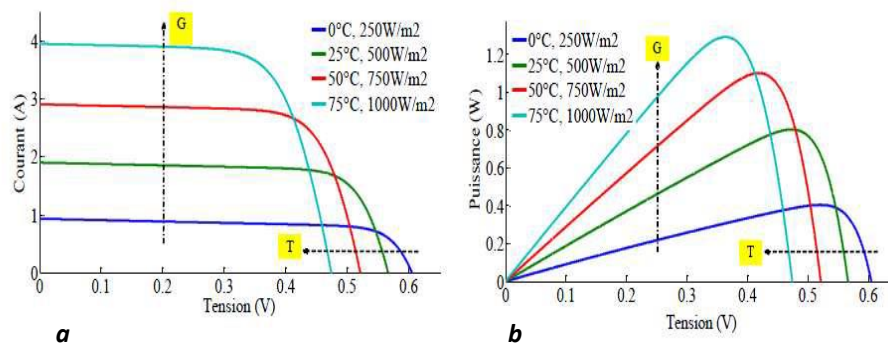 G
4
3
2
1
0
Courant (A)
0°C, 250W/m2
25°C, 500W/m2
50°C, 750W/m2
75°C, 1000W/m2
T
0 0.1 0.2 0.3 0.4 0.5 0.6
Tension (V)
a
1.2
1
0.8
0.6
0.4
0.2
0
Puissance (W)
0°C, 250W/m2
25°C, 500W/m2
50°C, 750W/m2
75°C, 1000W/m2
G
T
0 0.1 0.2 0.3 0.4 0.5 0.6
Tension (V)
b